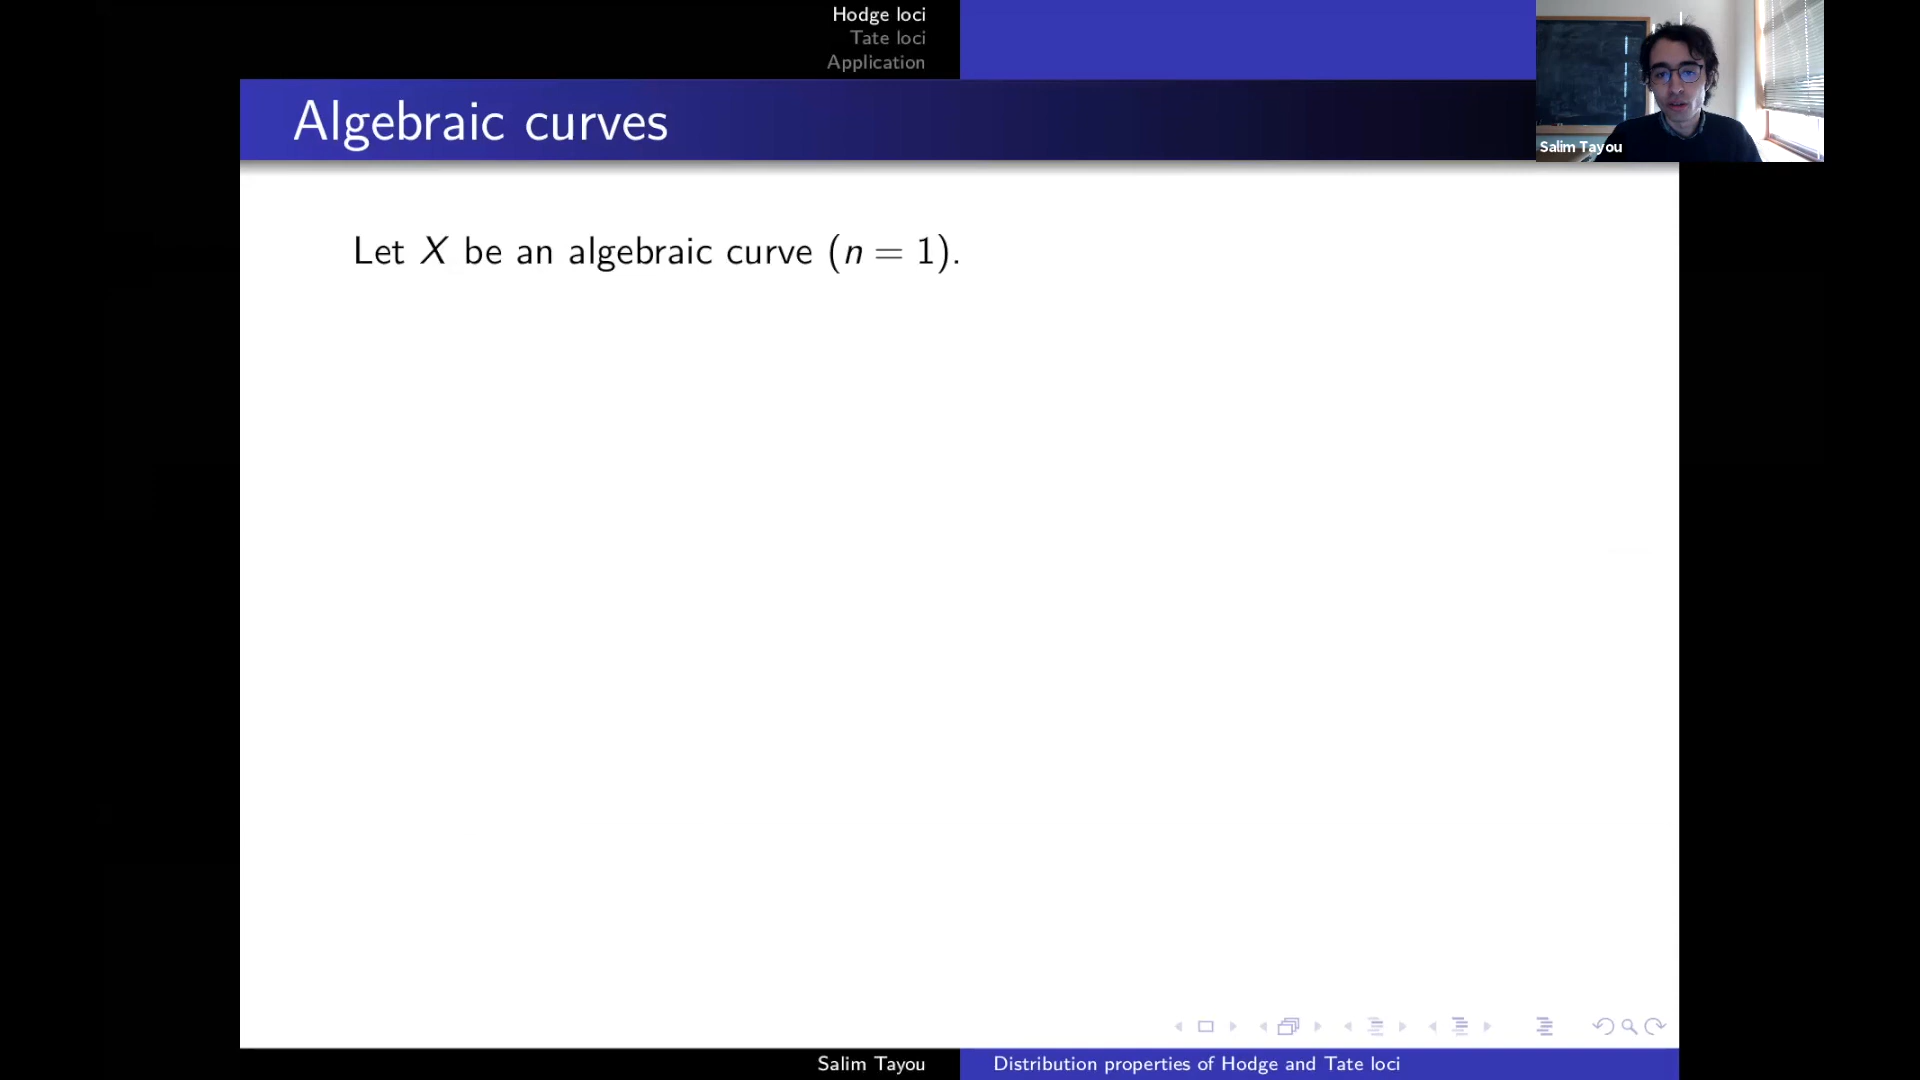 Hodge loci
Tate loci
Application
Algebraic curves
Salim Tayou
Let X be an algebraic curve (n = 1).
Salim Tayou
Distribution properties of Hodge and Tate loci